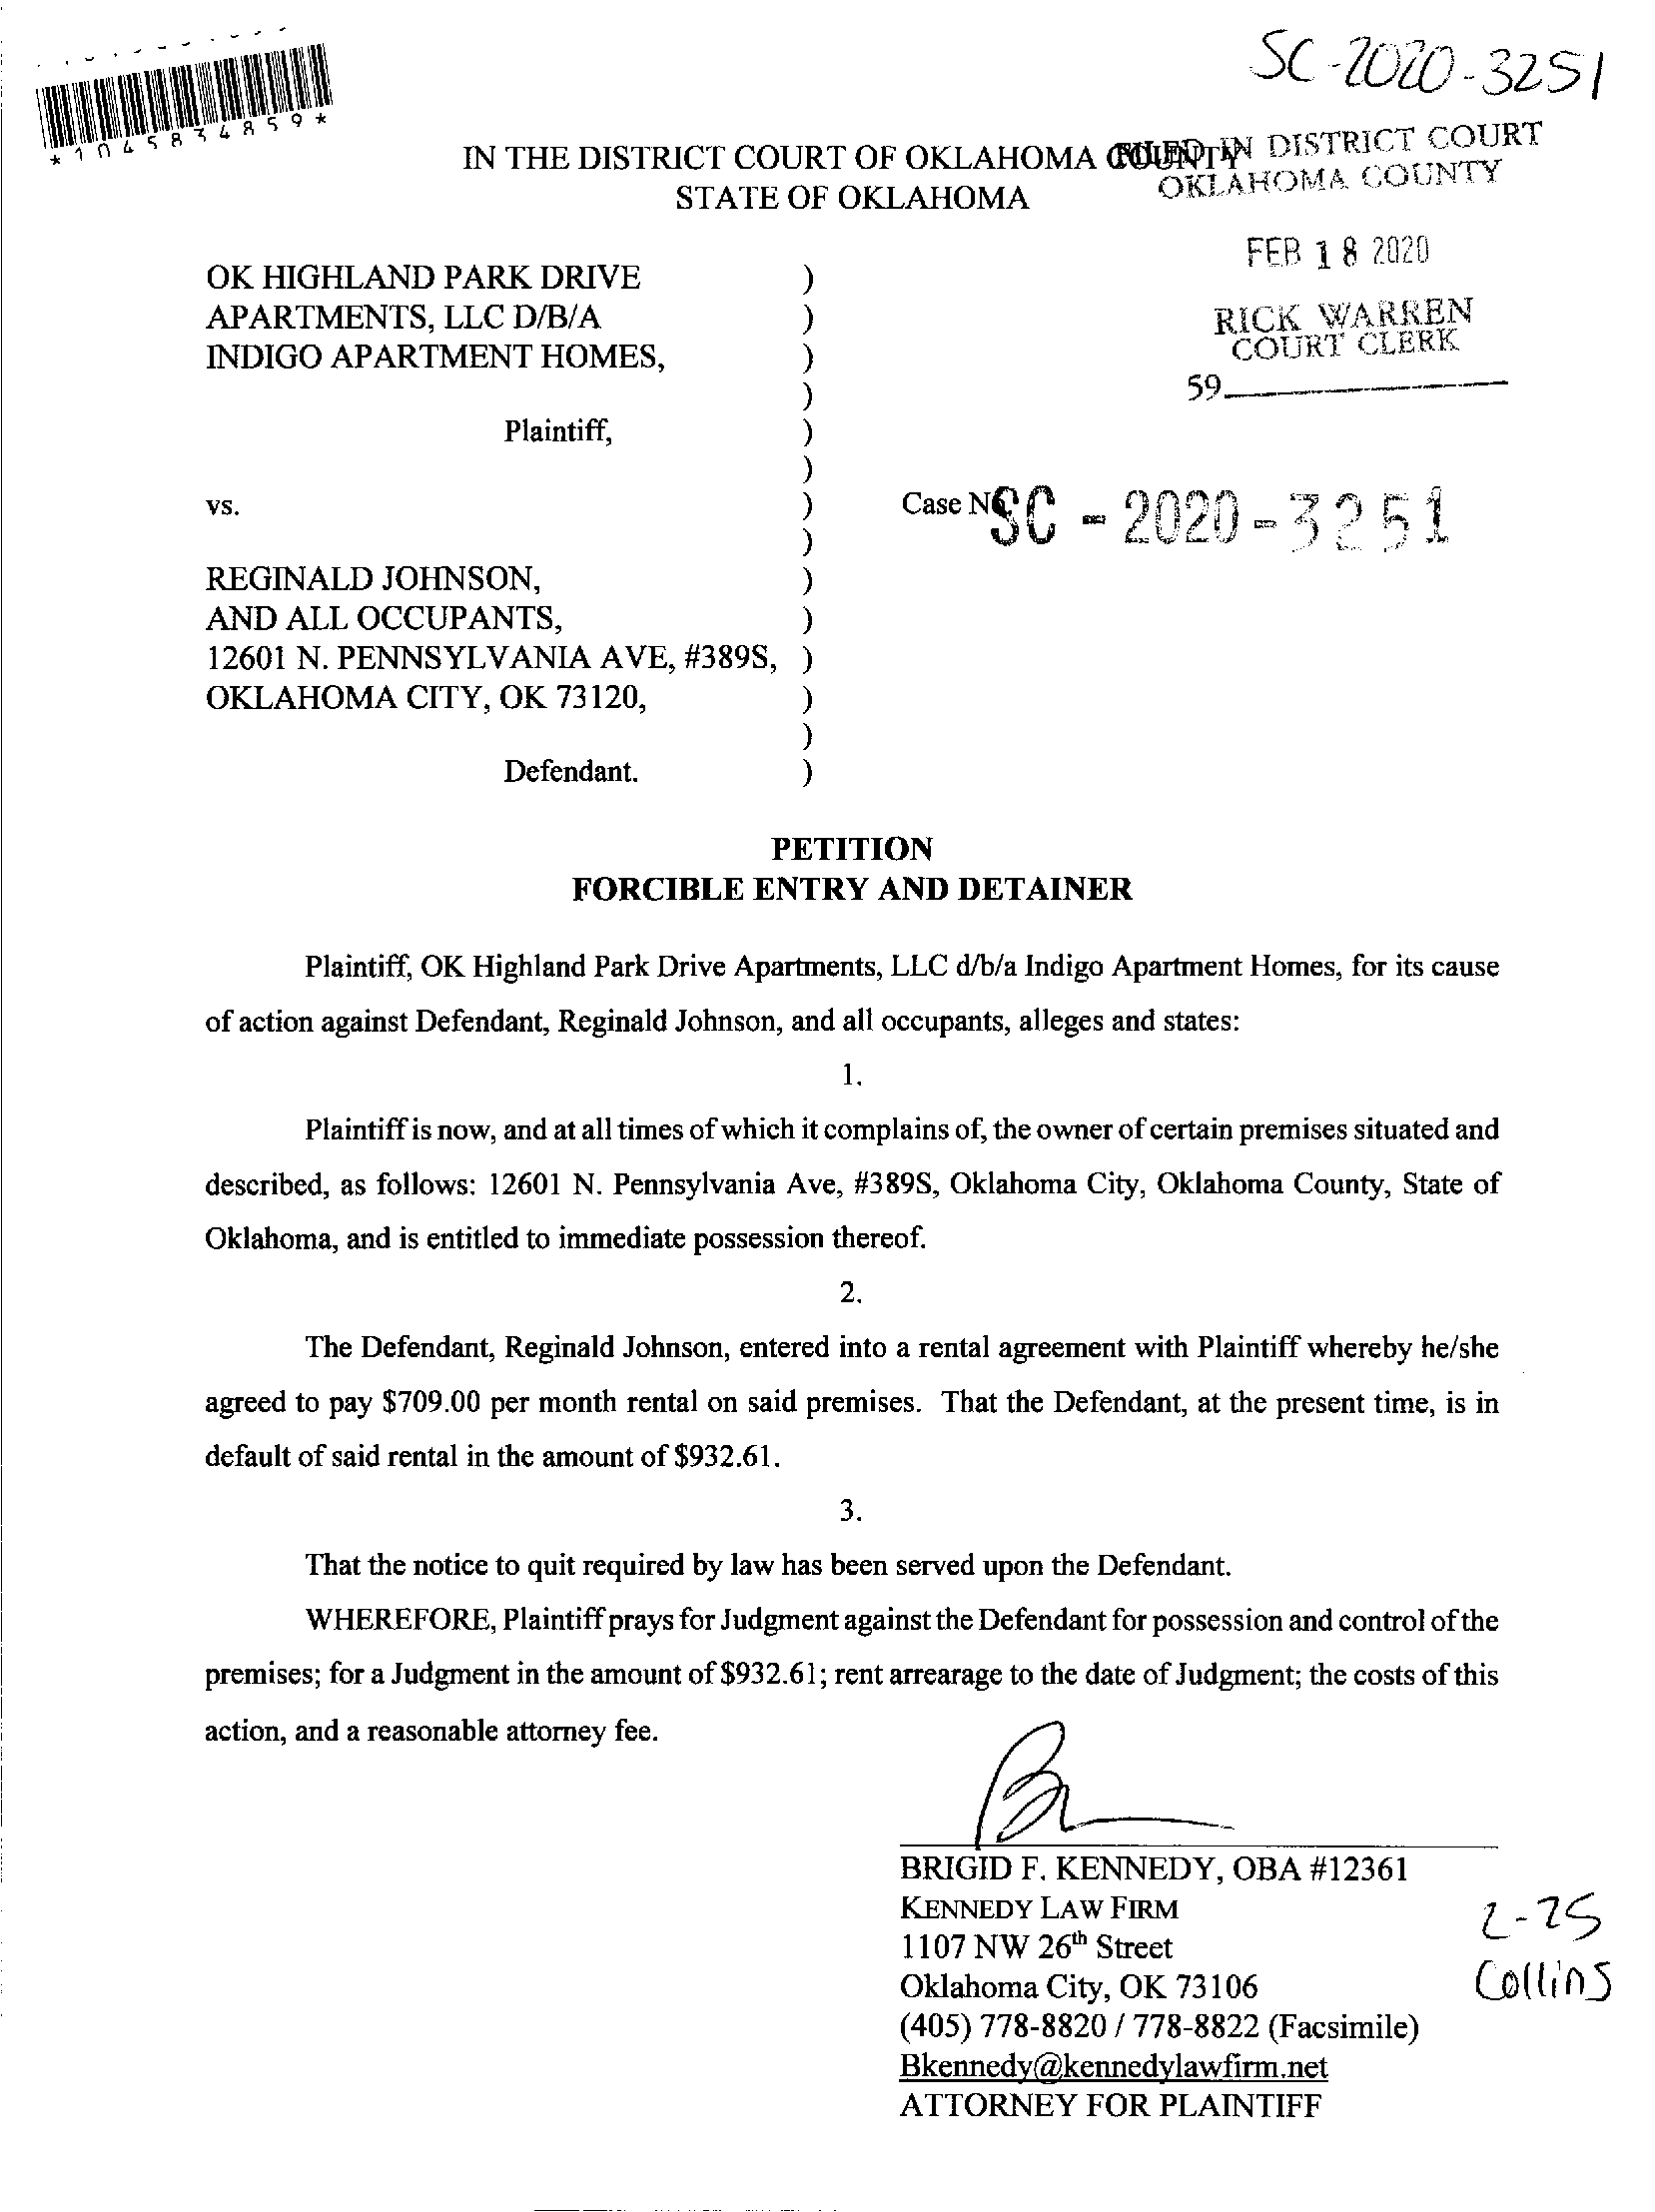 SC-2020-3251
*1045834859*
IN THE DISTRICT COURT OF OKLAHOMA COUNTY
STATE OF OKLAHOMA
FILED IN DISTRICT COURT
OKLAHOMA COUNTY
FEB 18 2020
RICK WARREN
COURT CLERK
59
OK HIGHLAND PARK DRIVE )
APARTMENTS, LLC D/B/A )
INDIGO APARTMENT HOMES, )
)
Plaintiff, )
)
vs. ) Case No. SC-2020-3251
)
REGINALD JOHNSON, )
AND ALL OCCUPANTS, )
12601 N. PENNSYLVANIA AVE, #389S, )
OKLAHOMA CITY, OK 73120, )
)
Defendant. )
PETITION
FORCIBLE ENTRY AND DETAINER
Plaintiff, OK Highland Park Drive Apartments, LLC d/b/a Indigo Apartment Homes, for its cause
of action against Defendant, Reginald Johnson, and all occupants, alleges and states:
1.
Plaintiff is now, and at all times of which it complains of, the owner of certain premises situated and
described, as follows: 12601 N. Pennsylvania Ave, #389S, Oklahoma City, Oklahoma County, State of
Oklahoma, and is entitled to immediate possession thereof.
2.
The Defendant, Reginald Johnson, entered into a rental agreement with Plaintiff whereby he/she
agreed to pay $709.00 per month rental on said premises. That the Defendant, at the present time, is in
default of said rental in the amount of $932.61.
3.
That the notice to quit required by law has been served upon the Defendant.
WHEREFORE, Plaintiff prays for Judgment against the Defendant for possession and control of the
premises; for a Judgment in the amount of $932.61; rent arrearage to the date of Judgment; the costs of this
action, and a reasonable attorney fee.
BRIGID F. KENNEDY, OBA #12361
KENNEDY LAW FIRM
1107 NW 26th Street
Oklahoma City, OK 73106
(405) 778-8820 / 778-8822 (Facsimile)
Bkennedy@kennedylawfirm.net
ATTORNEY FOR PLAINTIFF
2-25
Collins